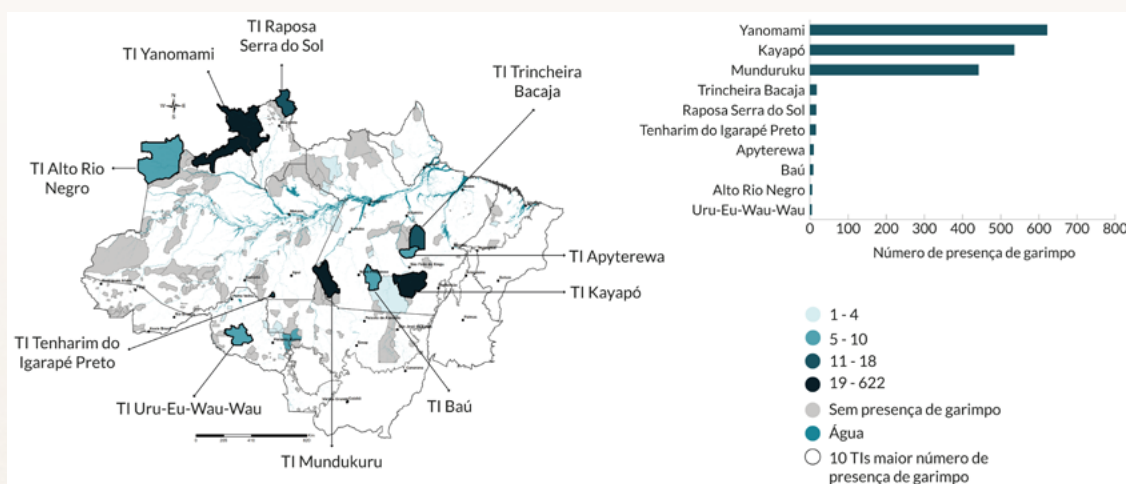 TI Raposa
Serra do Sol
TI Yanomami
TI Trincheira
Bacaja
TI Alto Rio
Negro
TI Apyterewa
TI Kayapó
TI Tenharim do
Igarapé Preto
TI Uru-Eu-Wau-Wau
TI Baú
TI Mundukuru
Yanomami
Kayapó
Munduruku
Trincheira Bacaja
Raposa Serra do Sol
Tenharim do Igarapé Preto
Apyterewa
Baú
Alto Rio Negro
Uru-Eu-Wau-Wau
0 100 200 300 400 500 600 700 800
Número de presença de garimpo
1 - 4
5 - 10
11 - 18
19 - 622
Sem presença de garimpo
Água
10 TIs maior número de
presença de garimpo